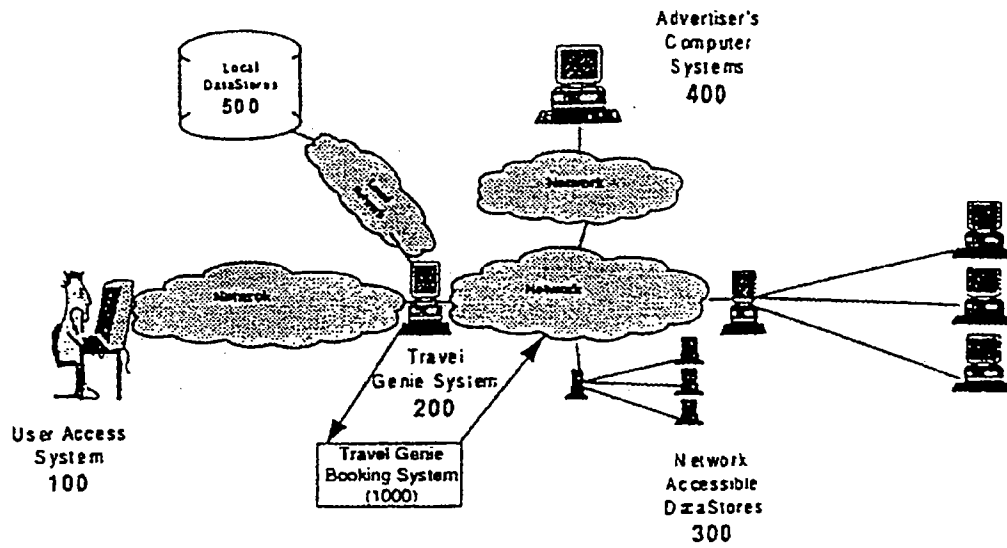 Advertiser's
Computer
Systems
400
Local
DataStores
500
Network
Network
Network
Travel
Genie System
200
User Access
System
100
Travel Genie
Booking System
(1000)
Network
Accessible
DataStores
300